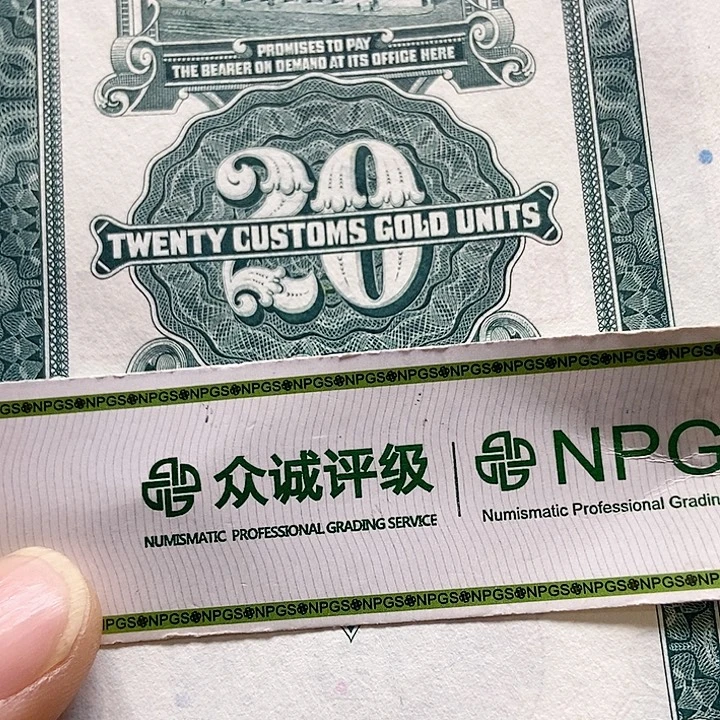 PROMISES TO PAY
THE BEARER ON DEMAND AT ITS OFFICE HERE
20
TWENTY CUSTOMS GOLD UNITS
NPGS NPGS NPGS NPGS NPGS NPGS NPGS NPGS NPGS NPGS NPGS NPGS
众诚评级
NUMISMATIC PROFESSIONAL GRADING SERVICE
NPG
Numismatic Professional Gradin
NPGS NPGS NPGS NPGS NPGS NPGS NPGS NPGS NPGS NPGS